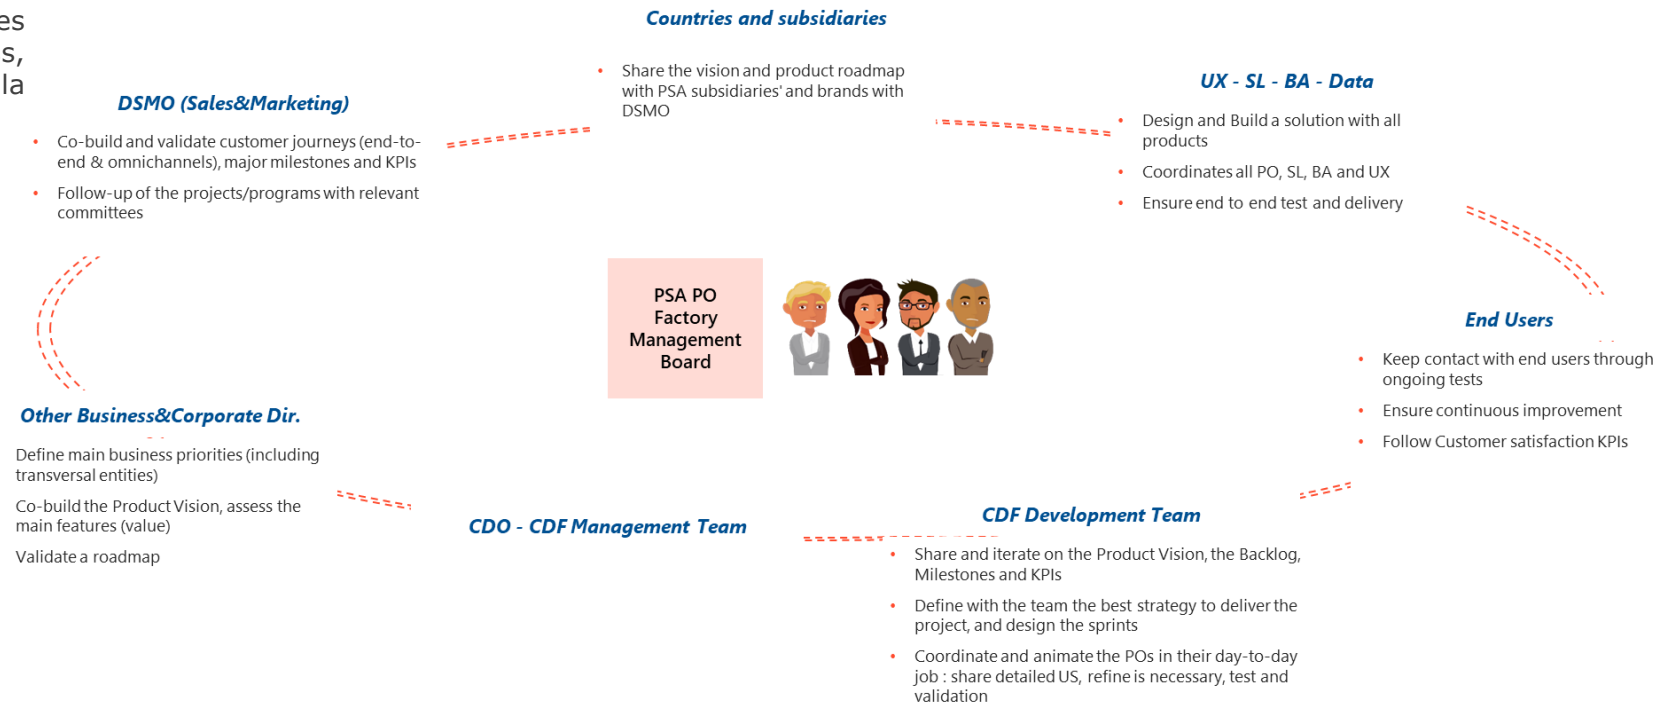 es
s,
la
Countries and subsidiaries
• Share the vision and product roadmap
with PSA subsidiaries' and brands with
DSMO
DSMO (Sales&Marketing)
• Co-build and validate customer journeys (end-to-
end & omnichannels), major milestones and KPIs
• Follow-up of the projects/programs with relevant
committees
UX - SL - BA - Data
• Design and Build a solution with all
products
• Coordinates all PO, SL, BA and UX
• Ensure end to end test and delivery
PSA PO
Factory
Management
Board
End Users
• Keep contact with end users through
ongoing tests
• Ensure continuous improvement
• Follow Customer satisfaction KPIs
Other Business&Corporate Dir.
Define main business priorities (including
transversal entities)
Co-build the Product Vision, assess the
main features (value)
Validate a roadmap
CDO - CDF Management Team
CDF Development Team
• Share and iterate on the Product Vision, the Backlog,
Milestones and KPIs
• Define with the team the best strategy to deliver the
project, and design the sprints
• Coordinate and animate the POs in their day-to-day
job : share detailed US, refine is necessary, test and
validation